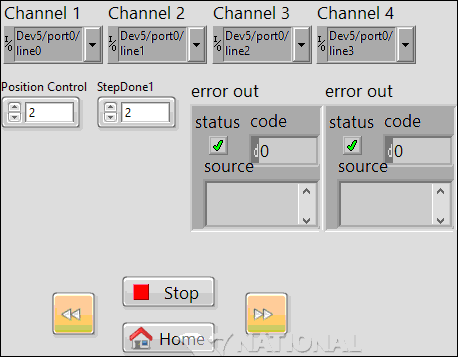 Channel 1 Channel 2 Channel 3 Channel 4
Dev5/port0/ Dev5/port0/ Dev5/port0/ Dev5/port0/
line0 line1 line2 line3
Position Control StepDone1
2 2
error out error out
status code status code
d 0 d 0
source source
Stop
Home
NATIONAL